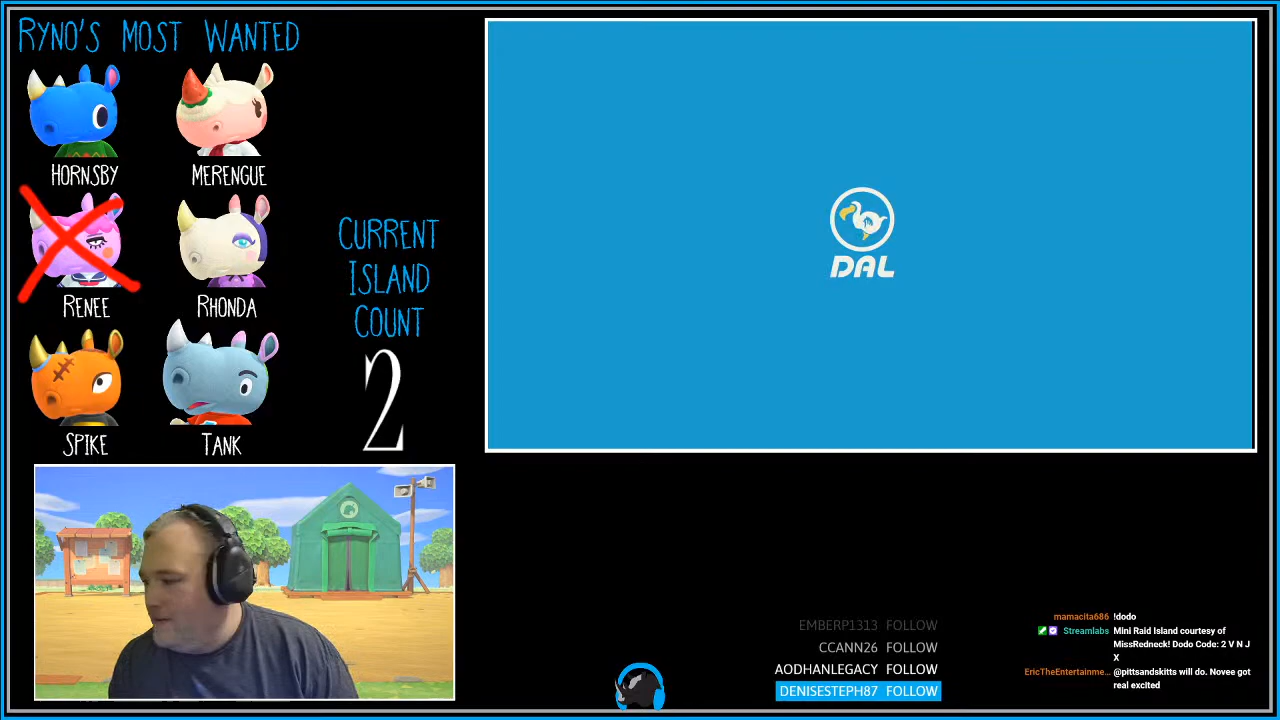 RYNO'S MOST WANTED
HORNSBY
MERENGUE
RENEE
RHONDA
SPIKE
TANK
CURRENT
ISLAND
COUNT
2
DAL
EMBERP1313 FOLLOW
CCANN26 FOLLOW
AODHANLEGACY FOLLOW
DENISESTEPH87 FOLLOW
mamacita686 !dodo
Streamlabs Mini Raid Island courtesy of
MissRedneck! Dodo Code: 2 V N J
X
EricTheEntertainme... @pittsandskitts will do. Novee got
real excited